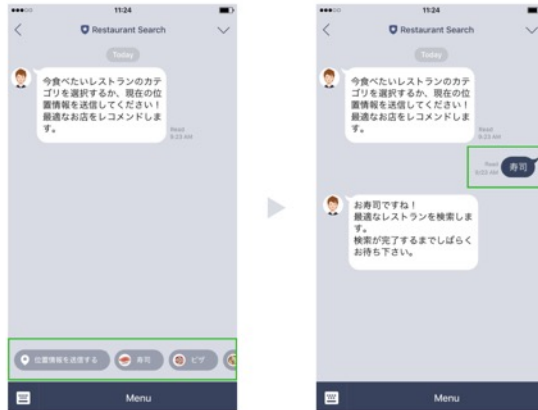 11:24
Restaurant Search
Today
今食べたいレストランのカテ
ゴリを選択するか、現在の位
置情報を送信してください！
最適なお店をレコメンドしま
す。
Read
9:23 AM
位置情報を送信する
寿司
ピザ
Menu
11:24
Restaurant Search
Today
今食べたいレストランのカテ
ゴリを選択するか、現在の位
置情報を送信してください！
最適なお店をレコメンドしま
す。
Read
9:23 AM
Read
9:23 AM
寿司
お寿司ですね！
最適なレストランを検索しま
す。
検索が完了するまでしばらく
お待ち下さい。
Menu